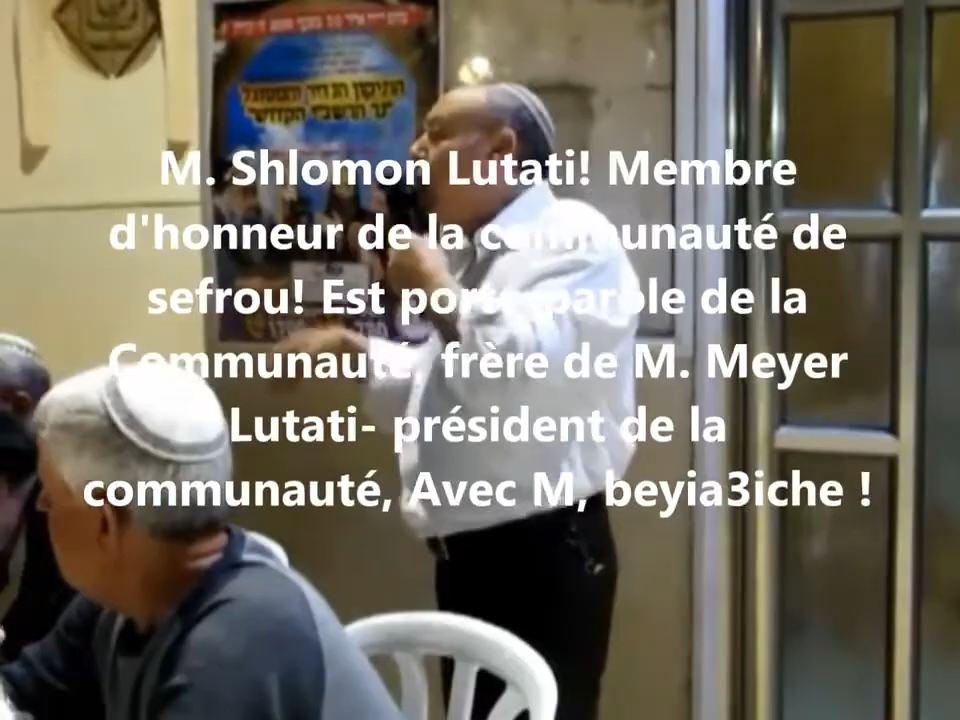 M. Shlomon Lutati! Membre
d'honneur de la communauté de
sefrou! Est porte parole de la
Communauté, frère de M. Meyer
Lutati- président de la
communauté, Avec M, beyia3iche !